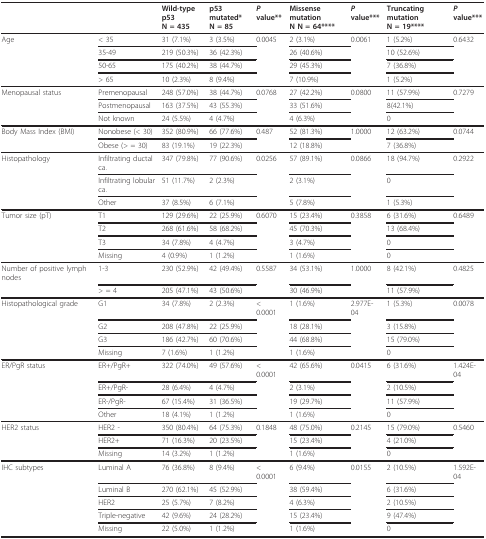 Wild-type p53 N = 435 p53 mutated* N = 85 P value** Missense mutation N N = 64**** P value*** Truncating mutation N = 19**** P value***
Age < 35 31 (7.1%) 3 (3.5%) 0.0045 2 (3.1%) 0.0061 1 (5.2%) 0.6432
35-49 219 (50.3%) 36 (42.3%) 26 (40.6%) 10 (52.6%)
50-65 175 (40.2%) 38 (44.7%) 29 (45.3%) 7 (36.8%)
> 65 10 (2.3%) 8 (9.4%) 7 (10.9%) 1 (5.2%)
Menopausal status Premenopausal 248 (57.0%) 38 (44.7%) 0.0768 27 (42.2%) 0.0800 11 (57.9%) 0.7279
Postmenopausal 163 (37.5%) 43 (55.3%) 33 (51.6%) 8(42.1%)
Not known 24 (5.5%) 4 (4.7%) 4 (6.3%) 0
Body Mass Index (BMI) Nonobese (< 30) 352 (80.9%) 66 (77.6%) 0.487 52 (81.3%) 1.0000 12 (63.2%) 0.0744
Obese (> = 30) 83 (19.1%) 19 (22.3%) 12 (18.8%) 7 (36.8%)
Histopathology Infiltrating ductal ca. 347 (79.8%) 77 (90.6%) 0.0256 57 (89.1%) 0.0866 18 (94.7%) 0.2922
Infiltrating lobular ca. 51 (11.7%) 2 (2.3%) 2 (3.1%) 0
Other 37 (8.5%) 6 (7.1%) 5 (7.8%) 1 (5.3%)
Tumor size (pT) T1 129 (29.6%) 22 (25.9%) 0.6070 15 (23.4%) 0.3858 6 (31.6%) 0.6489
T2 268 (61.6%) 58 (68.2%) 45 (70.3%) 13 (68.4%)
T3 34 (7.8%) 4 (4.7%) 3 (4.7%) 0
Missing 4 (0.9%) 1 (1.2%) 1 (1.6%) 0
Number of positive lymph nodes 1-3 230 (52.9%) 42 (49.4%) 0.5587 34 (53.1%) 1.0000 8 (42.1%) 0.4825
> = 4 205 (47.1%) 43 (50.6%) 30 (46.9%) 11 (57.9%)
Histopathological grade G1 34 (7.8%) 2 (2.3%) < 0.0001 1 (1.6%) 2.977E-04 1 (5.3%) 0.0078
G2 208 (47.8%) 22 (25.9%) 18 (28.1%) 3 (15.8%)
G3 186 (42.7%) 60 (70.6%) 44 (68.8%) 15 (79.0%)
Missing 7 (1.6%) 1 (1.2%) 1 (1.6%) 0
ER/PgR status ER+/PgR+ 322 (74.0%) 49 (57.6%) < 0.0001 42 (65.6%) 0.0415 6 (31.6%) 1.424E-04
ER+/PgR- 28 (6.4%) 4 (4.7%) 2 (3.1%) 2 (10.5%)
ER-/PgR- 67 (15.4%) 31 (36.5%) 19 (29.7%) 11 (57.9%)
Other 18 (4.1%) 1 (1.2%) 1 (1.6%) 0
HER2 status HER2 - 350 (80.4%) 64 (75.3%) 0.1848 48 (75.0%) 0.2145 15 (79.0%) 0.5460
HER2+ 71 (16.3%) 20 (23.5%) 15 (23.4%) 4 (21.0%)
Missing 14 (3.2%) 1 (1.2%) 1 (1.6%) 0
IHC subtypes Luminal A 76 (36.8%) 8 (9.4%) < 0.0001 6 (9.4%) 0.0155 2 (10.5%) 1.592E-04
Luminal B 270 (62.1%) 45 (52.9%) 38 (59.4%) 6 (31.6%)
HER2 25 (5.7%) 7 (8.2%) 4 (6.3%) 2 (10.5%)
Triple-negative 42 (9.6%) 24 (28.2%) 15 (23.4%) 9 (47.4%)
Missing 22 (5.0%) 1 (1.2%) 1 (1.6%) 0